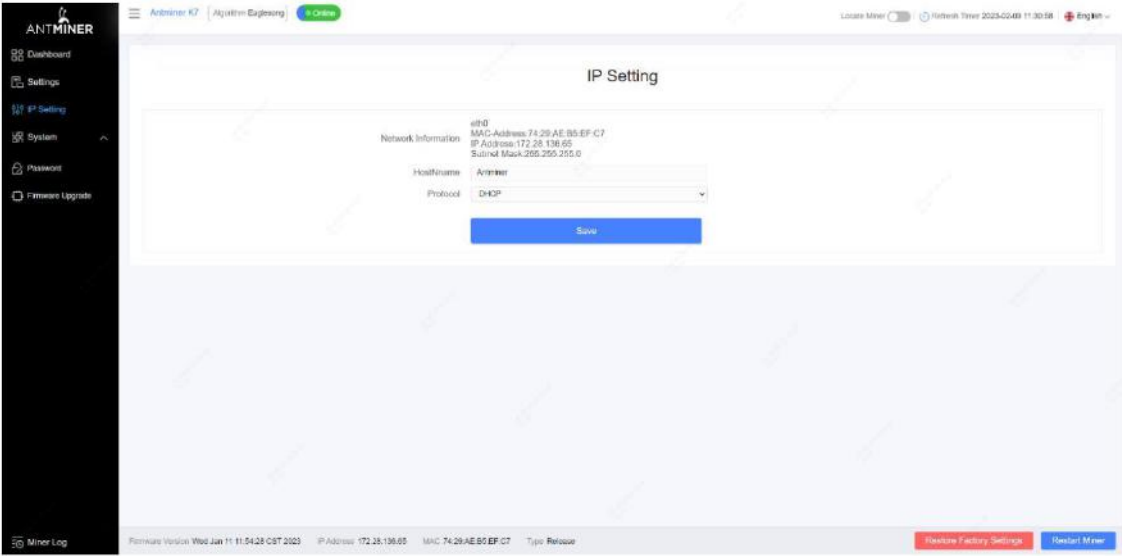 ANTMINER
Antminer K7 Algorithm Eaglesong Online
Locate Miner Refresh Timer 2023-02-09 11:30:58 English
Dashboard
Settings
IP Setting
System
Password
Firmware Upgrade
IP Setting
Network Information
eth0
MAC-Address:74:29:AE:B5:EF:C7
IP Address:172.28.136.65
Subnet Mask:255.255.255.0
HostNname Antminer
Protocol DHCP
Save
Miner Log
Firmware Version Wed Jan 11 11:54:28 CST 2023 IP Address 172.28.136.65 MAC 74:29:AE:B5:EF:C7 Type Release
Restore Factory Settings Restart Miner